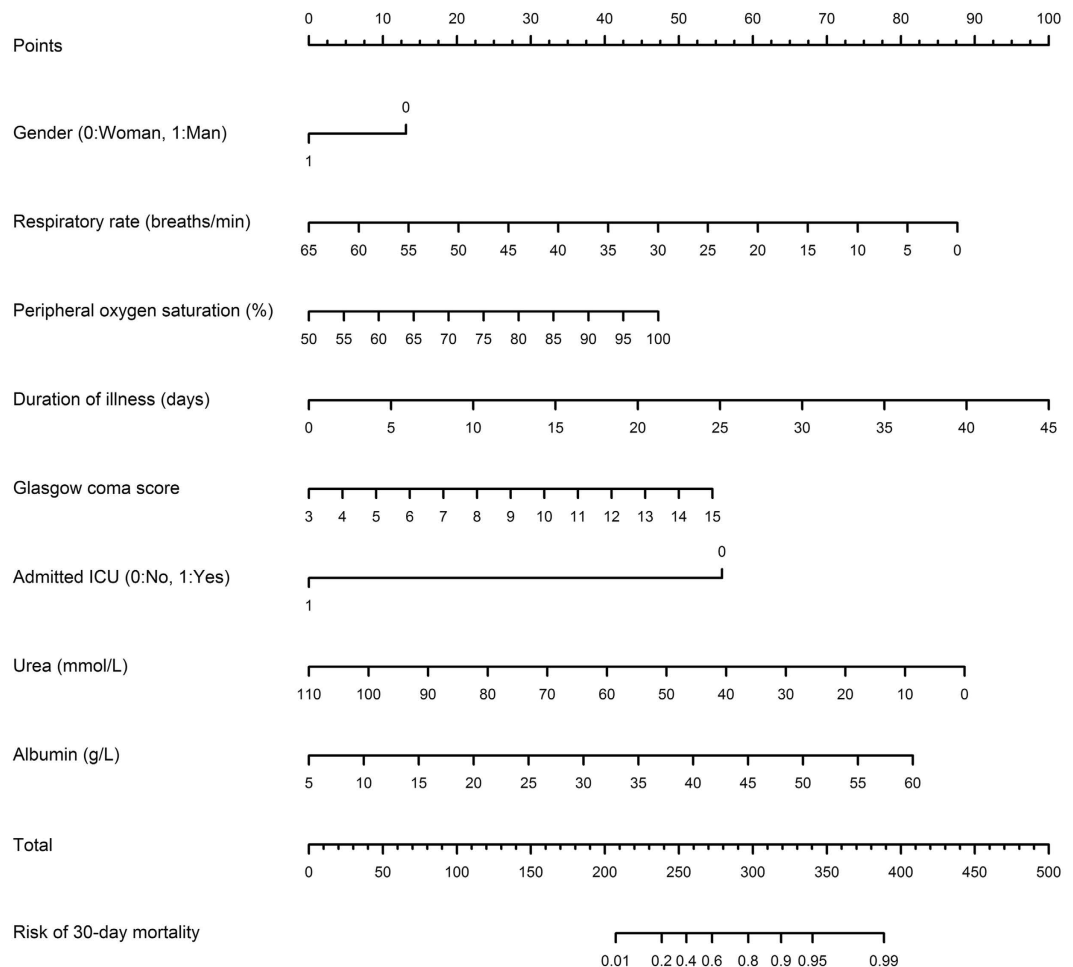 0 10 20 30 40 50 60 70 80 90 100
Points
0
Gender (0:Woman, 1:Man)
1
Respiratory rate (breaths/min)
65 60 55 50 45 40 35 30 25 20 15 10 5 0
Peripheral oxygen saturation (%)
50 55 60 65 70 75 80 85 90 95 100
Duration of illness (days)
0 5 10 15 20 25 30 35 40 45
Glasgow coma score
3 4 5 6 7 8 9 10 11 12 13 14 15
0
Admitted ICU (0:No, 1:Yes)
1
Urea (mmol/L)
110 100 90 80 70 60 50 40 30 20 10 0
Albumin (g/L)
5 10 15 20 25 30 35 40 45 50 55 60
Total
0 50 100 150 200 250 300 350 400 450 500
Risk of 30-day mortality
0.01 0.2 0.4 0.6 0.8 0.9 0.95 0.99